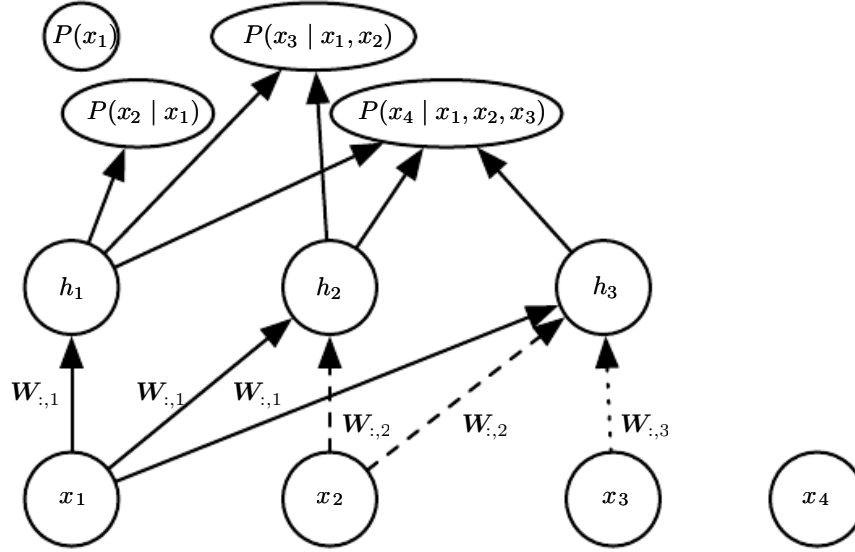 P(x₁)
P(x₃ | x₁, x₂)
P(x₂ | x₁)
P(x₄ | x₁, x₂, x₃)
h₁
h₂
h₃
W:,1
W:,1
W:,1
W:,2
W:,2
W:,3
x₁
x₂
x₃
x₄